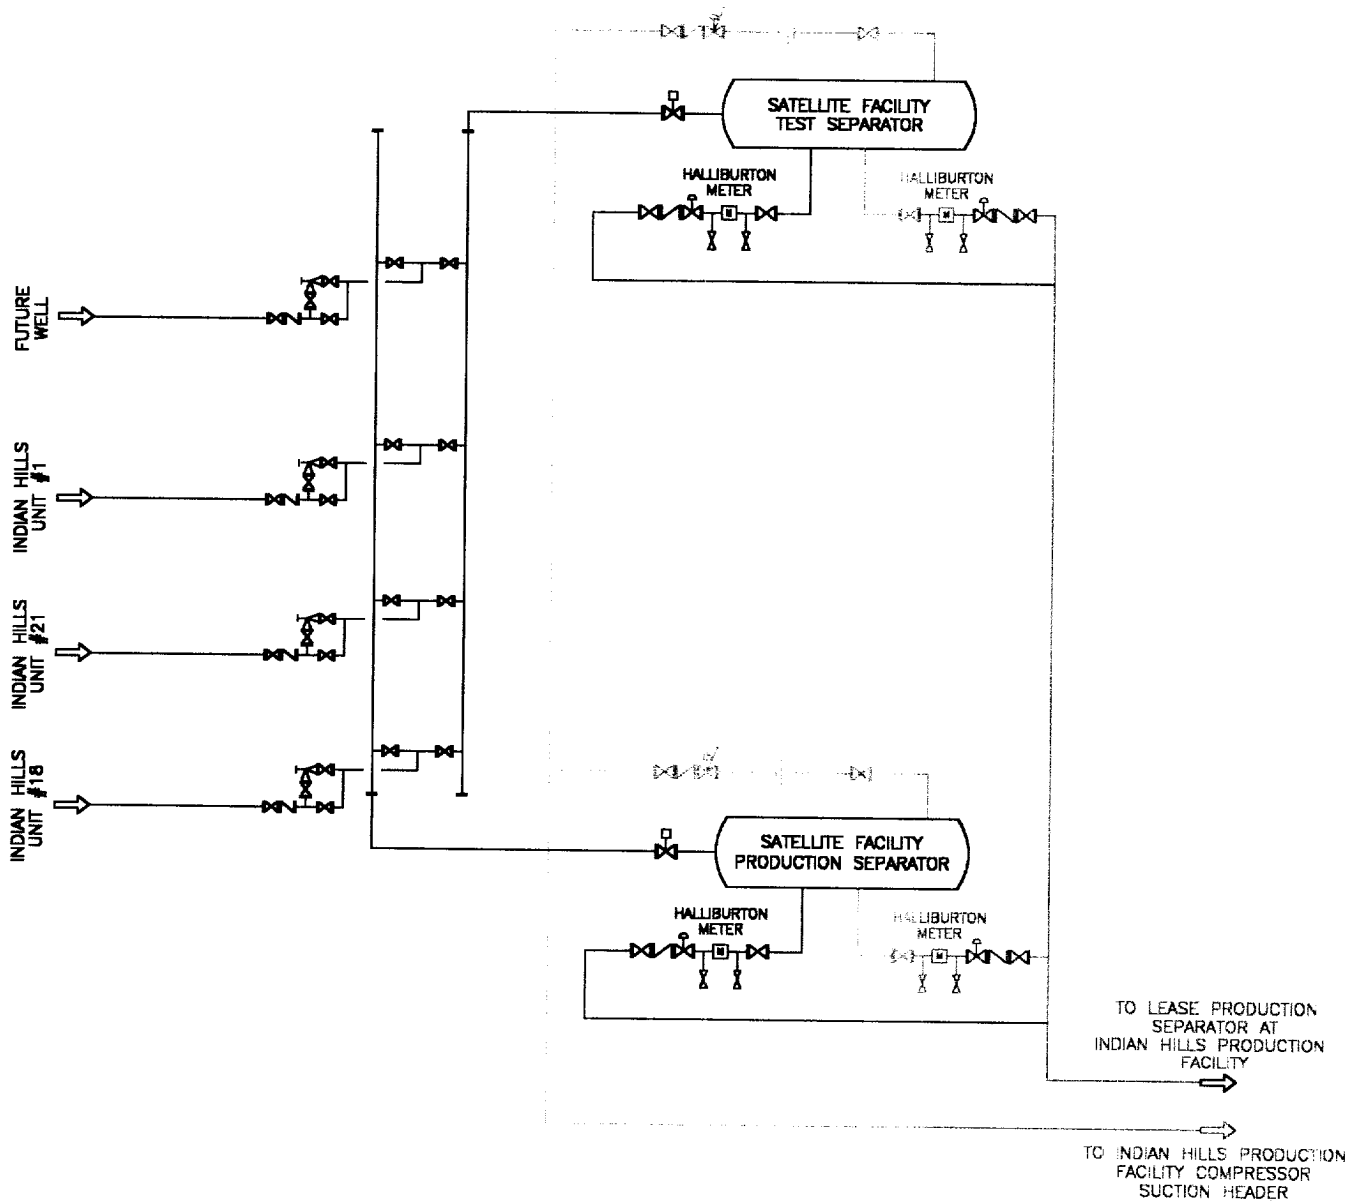 SATELLITE FACILITY
TEST SEPARATOR
HALLIBURTON
METER
M
HALLIBURTON
METER
M
FUTURE
WELL
INDIAN HILLS
UNIT #1
INDIAN HILLS
UNIT #21
INDIAN HILLS
UNIT #18
SATELLITE FACILITY
PRODUCTION SEPARATOR
HALLIBURTON
METER
M
HALLIBURTON
METER
M
TO LEASE PRODUCTION
SEPARATOR AT
INDIAN HILLS PRODUCTION
FACILITY
TO INDIAN HILLS PRODUCTION
FACILITY COMPRESSOR
SUCTION HEADER